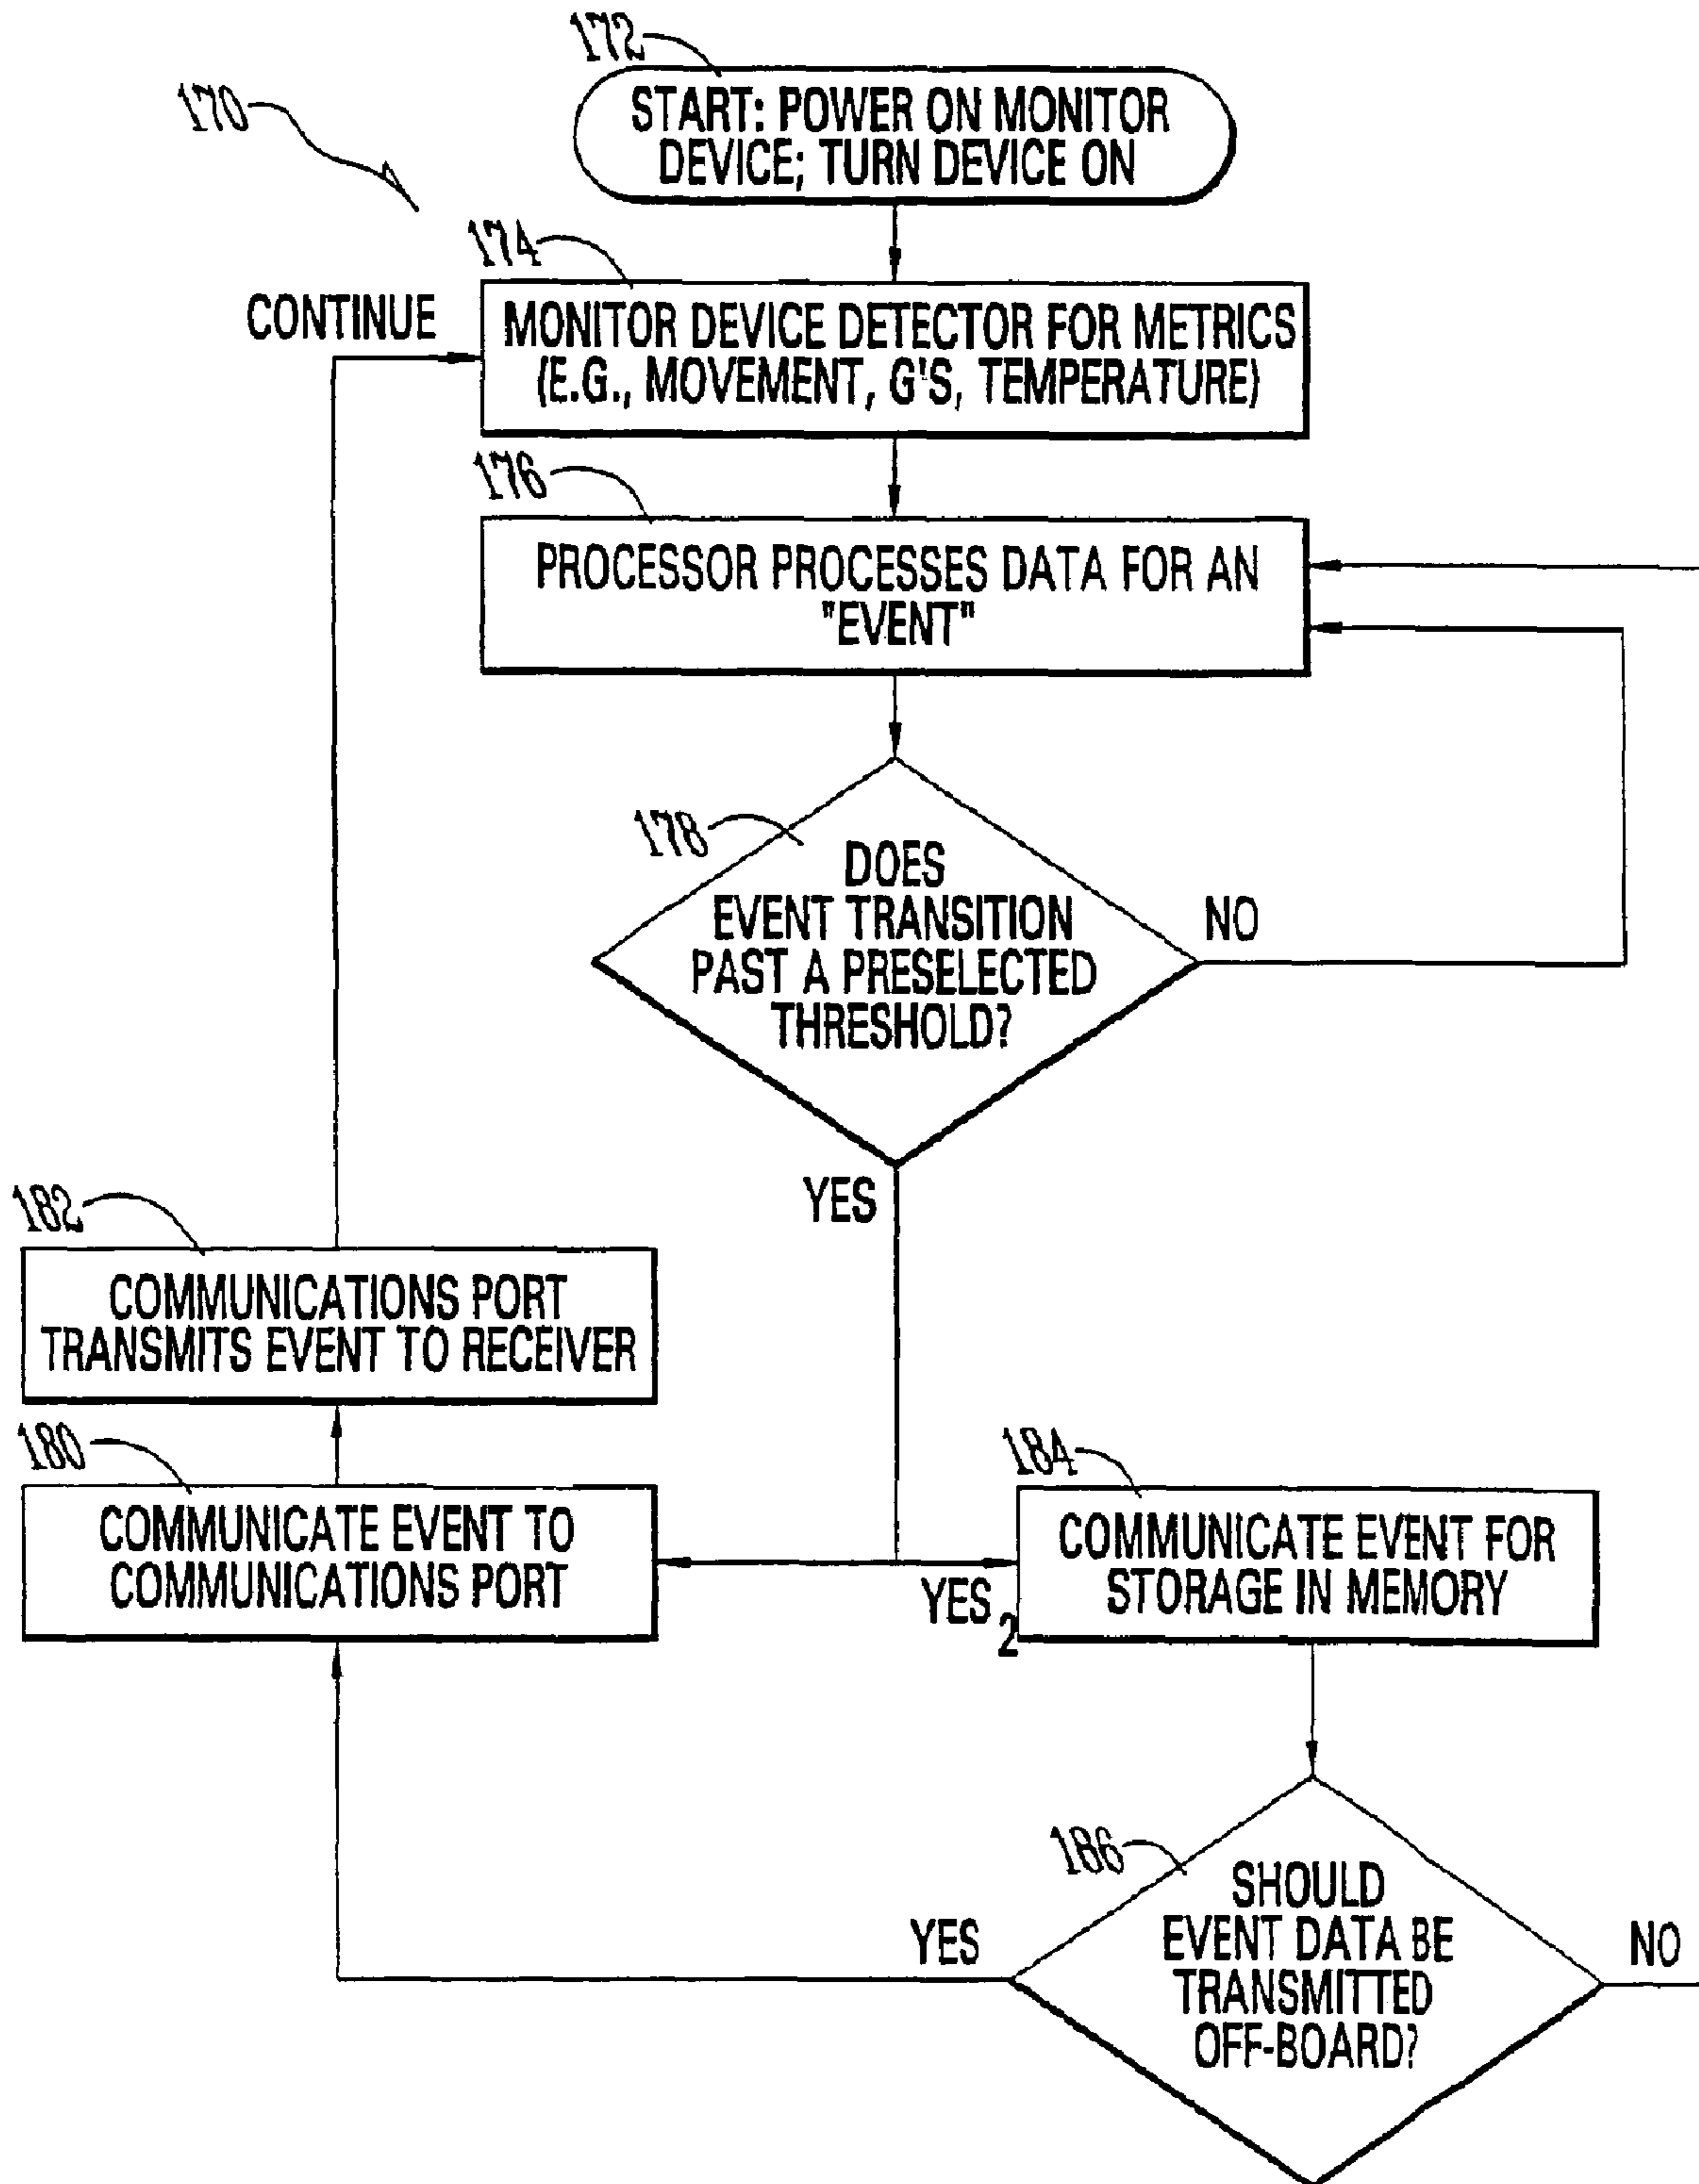 172
170
START: POWER ON MONITOR
DEVICE; TURN DEVICE ON
174
CONTINUE
MONITOR DEVICE DETECTOR FOR METRICS
(E.G., MOVEMENT, G'S, TEMPERATURE)
176
PROCESSOR PROCESSES DATA FOR AN
"EVENT"
178
DOES
EVENT TRANSITION
PAST A PRESELECTED
THRESHOLD?
NO
YES
182
COMMUNICATIONS PORT
TRANSMITS EVENT TO RECEIVER
180
COMMUNICATE EVENT TO
COMMUNICATIONS PORT
184
COMMUNICATE EVENT FOR
STORAGE IN MEMORY
YES 2
186
SHOULD
EVENT DATA BE
TRANSMITTED
OFF-BOARD?
YES
NO